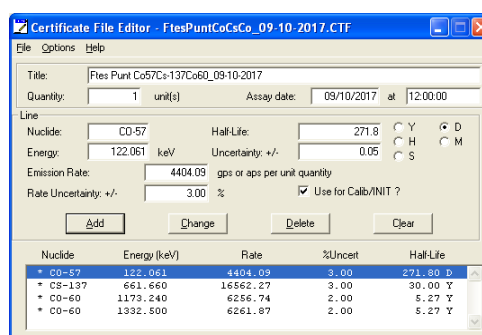 Certificate File Editor - FtesPuntCoCsCo_09-10-2017.CTF
File Options Help
Title: Ftes Punt Co57Cs-137Co60_09-10-2017
Quantity: 1 unit(s) Assay date: 09/10/2017 at 12:00:00
Line
Nuclide: CO-57 Half-Life: 271.8 Y D
Energy: 122.061 keV Uncertainty: +/- 0.05 H M
S
Emission Rate: 4404.09 gps or aps per unit quantity
Rate Uncertainty: +/- 3.00 % Use for Calib/INIT ?
Add Change Delete Clear
Nuclide Energy (keV) Rate %Uncert Half-Life
* CO-57 122.061 4404.09 3.00 271.80 D
* CS-137 661.660 16562.27 3.00 30.00 Y
* CO-60 1173.240 6256.74 2.00 5.27 Y
* CO-60 1332.500 6261.87 2.00 5.27 Y